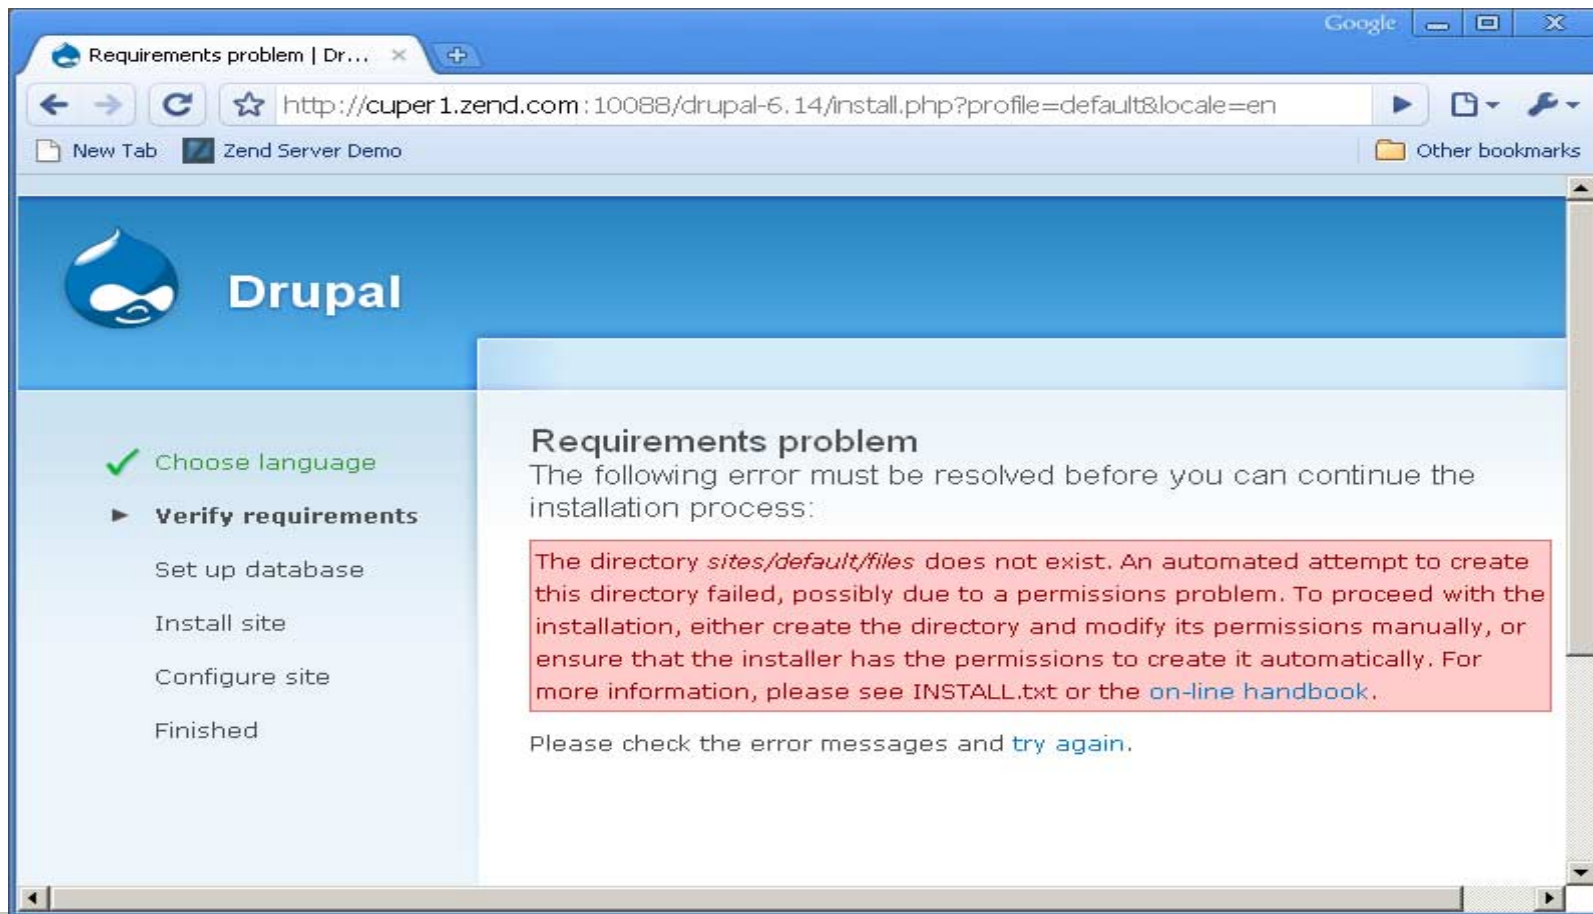 Google
Requirements problem | Dr...
http://cuper1.zend.com:10088/drupal-6.14/install.php?profile=default&locale=en
New Tab
Zend Server Demo
Other bookmarks
Drupal
Choose language
Verify requirements
Set up database
Install site
Configure site
Finished
Requirements problem
The following error must be resolved before you can continue the
installation process:
The directory sites/default/files does not exist. An automated attempt to create
this directory failed, possibly due to a permissions problem. To proceed with the
installation, either create the directory and modify its permissions manually, or
ensure that the installer has the permissions to create it automatically. For
more information, please see INSTALL.txt or the on-line handbook.
Please check the error messages and try again.